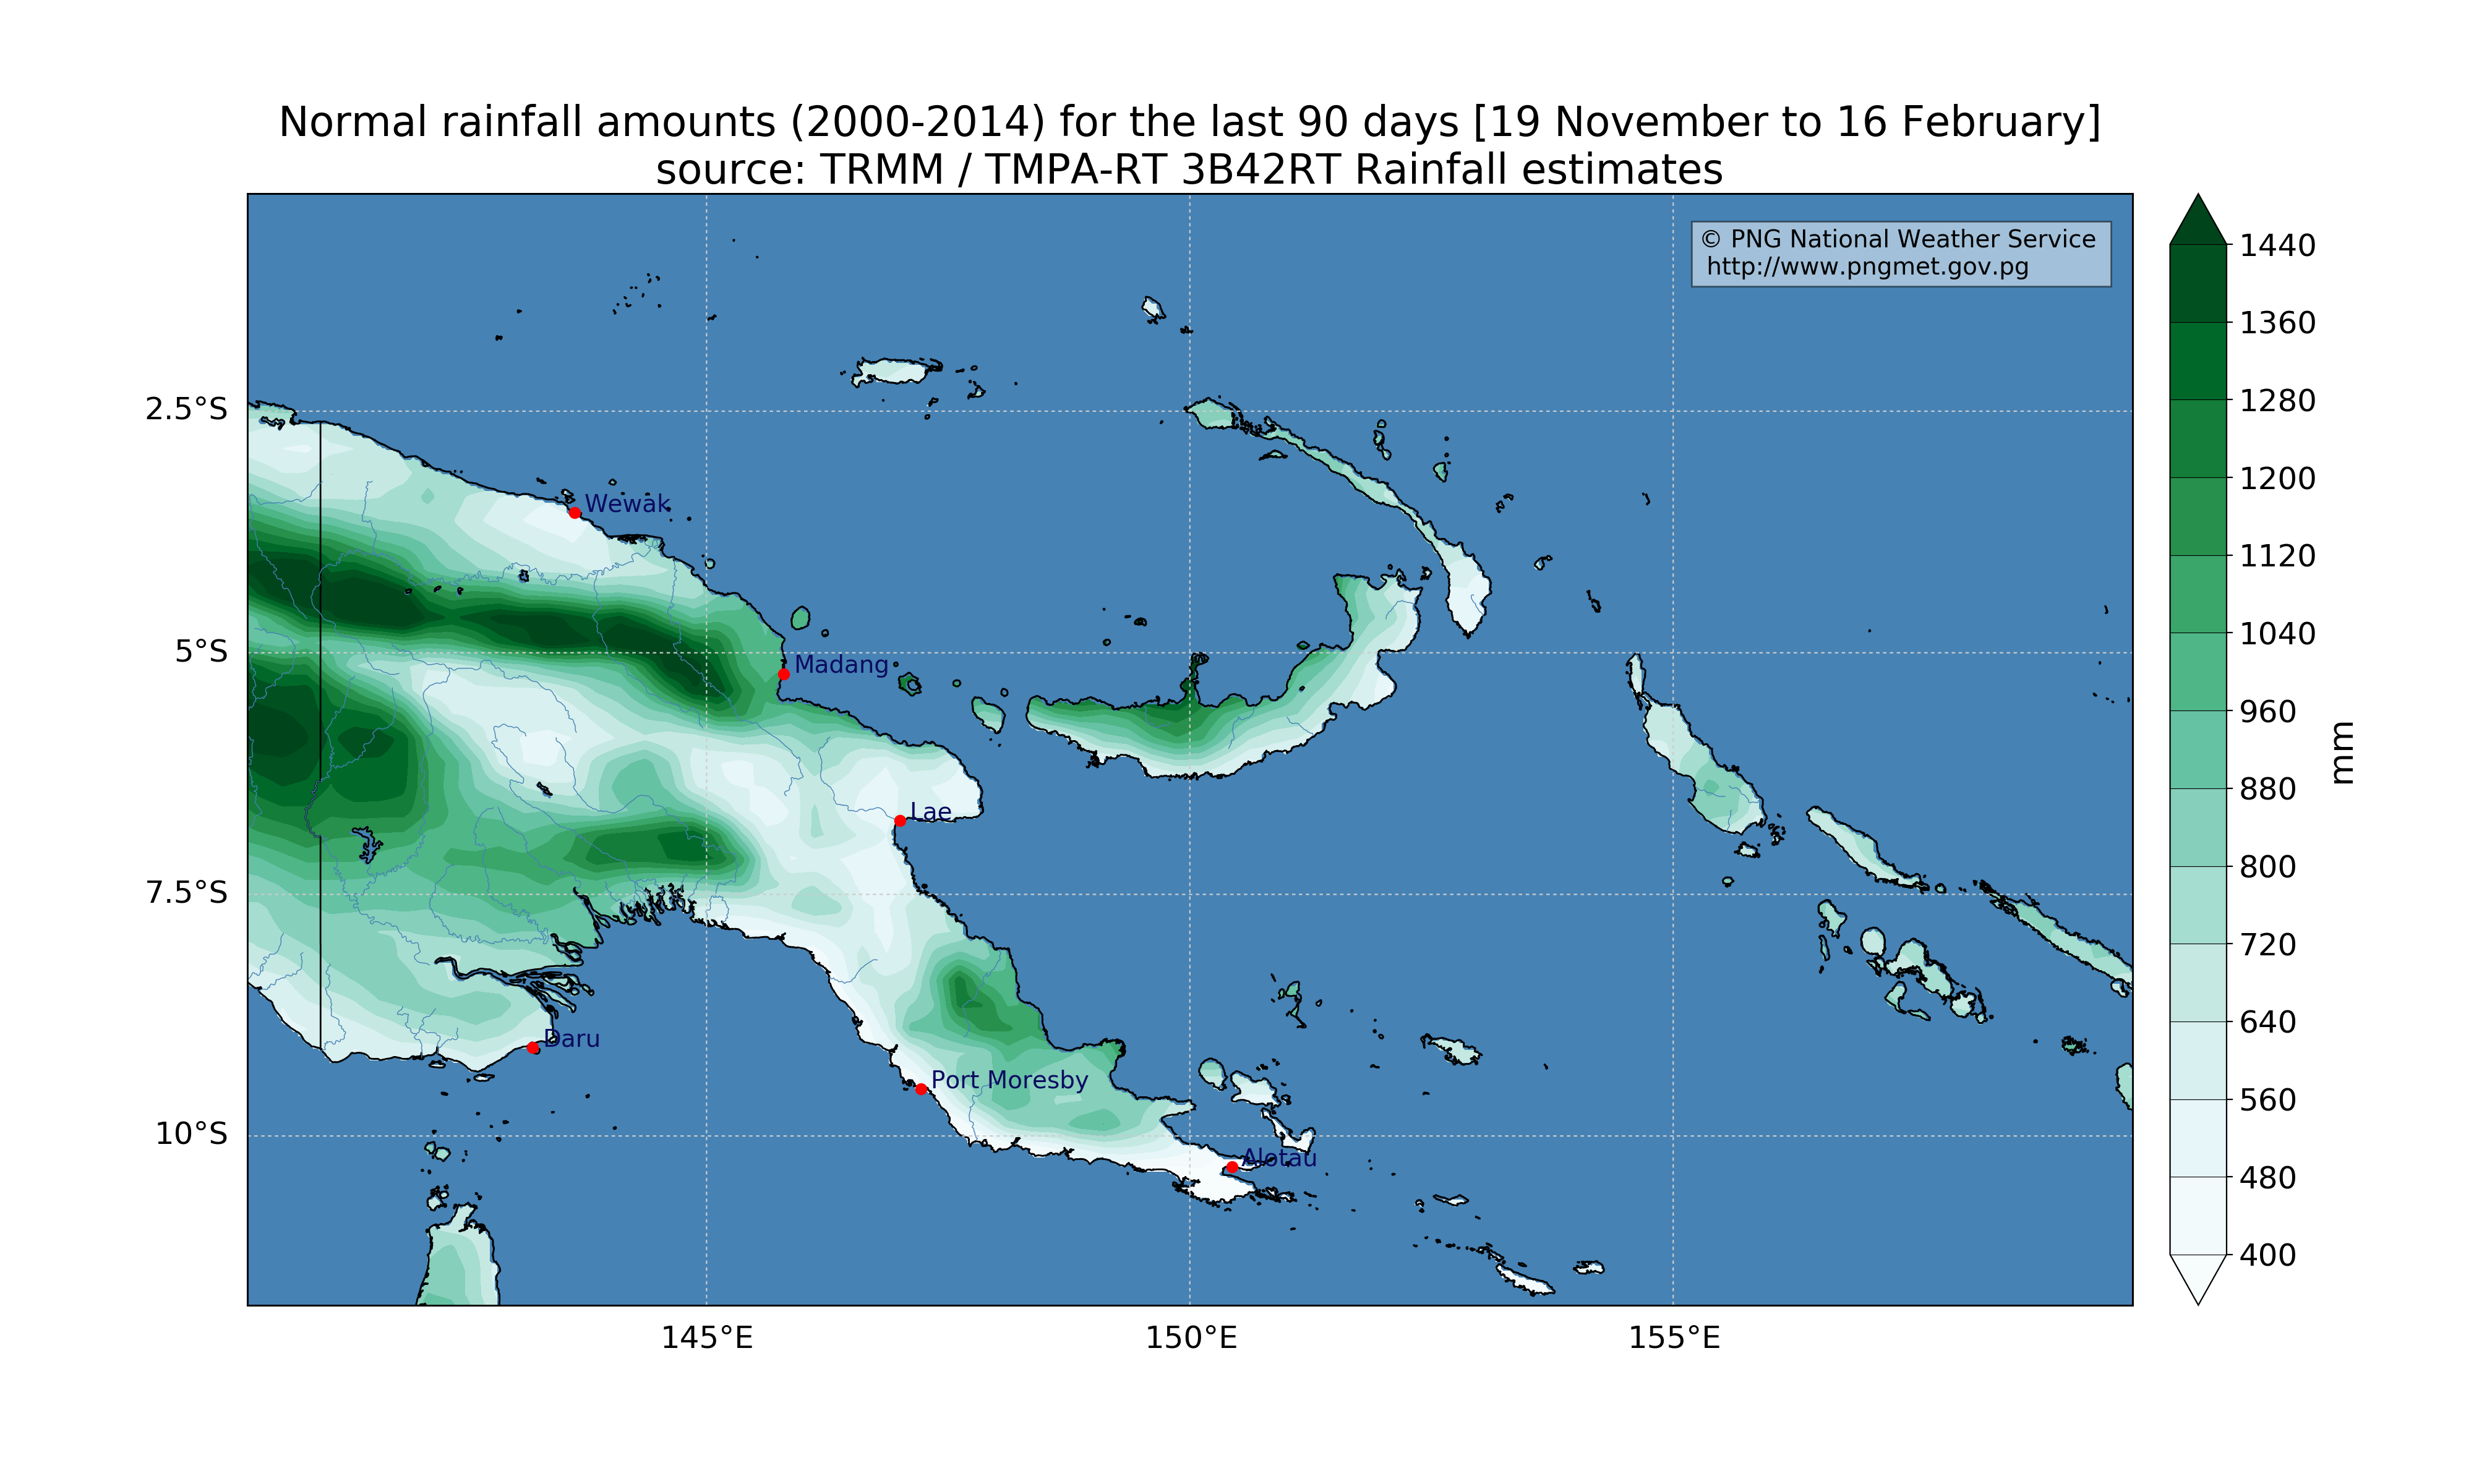 Normal rainfall amounts (2000-2014) for the last 90 days [19 November to 16 February]
source: TRMM / TMPA-RT 3B42RT Rainfall estimates
© PNG National Weather Service
http://www.pngmet.gov.pg
1440
1360
1280
1200
1120
1040
960
880
800
720
640
560
480
400
mm
2.5°S
5°S
7.5°S
10°S
Wewak
Madang
Lae
Daru
Port Moresby
Alotau
145°E
150°E
155°E